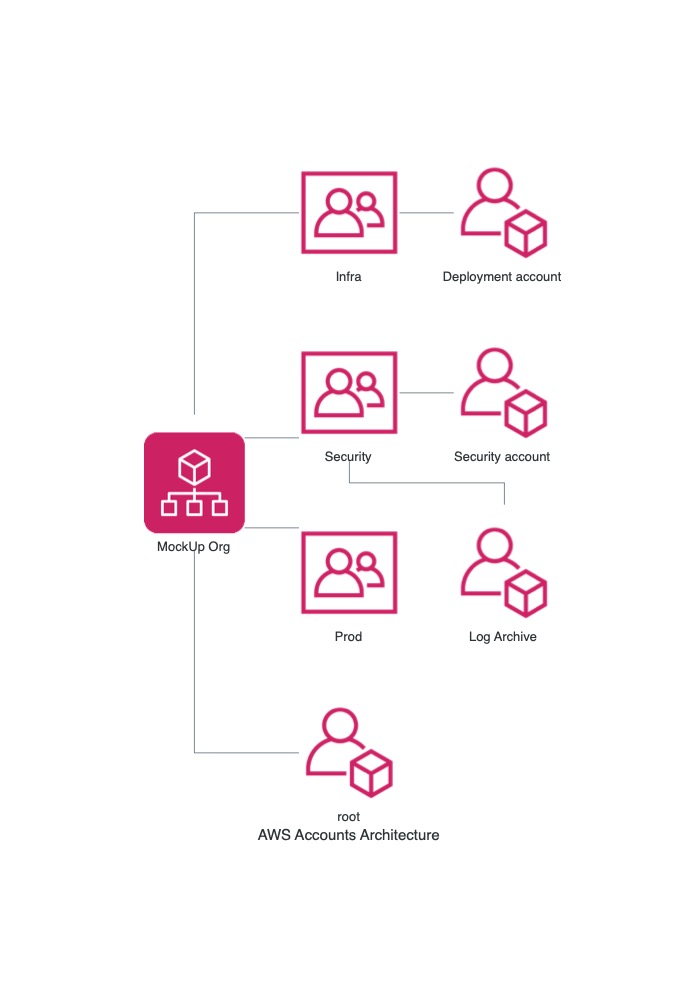 Infra
Deployment account
Security
Security account
MockUp Org
Prod
Log Archive
root
AWS Accounts Architecture